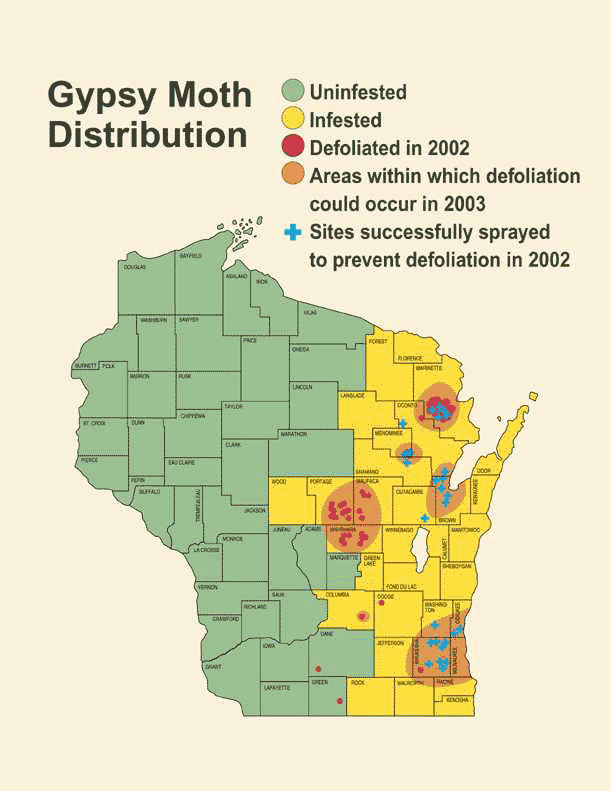 Gypsy Moth
Distribution
Uninfested
Infested
Defoliated in 2002
Areas within which defoliation
could occur in 2003
Sites successfully sprayed
to prevent defoliation in 2002
DOUGLAS
BAYFIELD
ASHLAND
IRON
VILAS
WASHBURN
SAWYER
FOREST
FLORENCE
PRICE
ONEIDA
MARINETTE
BURNETT
POLK
BARRON
RUSK
LINCOLN
LANGLADE
TAYLOR
OCONTO
CHIPPEWA
ST. CROIX
DUNN
MENOMINEE
MARATHON
CLARK
PIERCE
EAU CLAIRE
SHAWANO
DOOR
PEPIN
BUFFALO
TREMPEALEAU
WOOD
PORTAGE
WAUPACA
OUTAGAMIE
KEWAUNEE
JACKSON
BROWN
JUNEAU
ADAMS
WAUSHARA
WINNEBAGO
MANITOWOC
MONROE
LA CROSSE
CALUMET
MARQUETTE
GREEN
LAKE
SHEBOYGAN
VERNON
FOND DU LAC
SAUK
COLUMBIA
DODGE
RICHLAND
WASHING
TON
OZAUKEE
CRAWFORD
DANE
IOWA
JEFFERSON
WAUKESHA
MILWAUKEE
GRANT
LAFAYETTE
GREEN
ROCK
WALWORTH
RACINE
KENOSHA